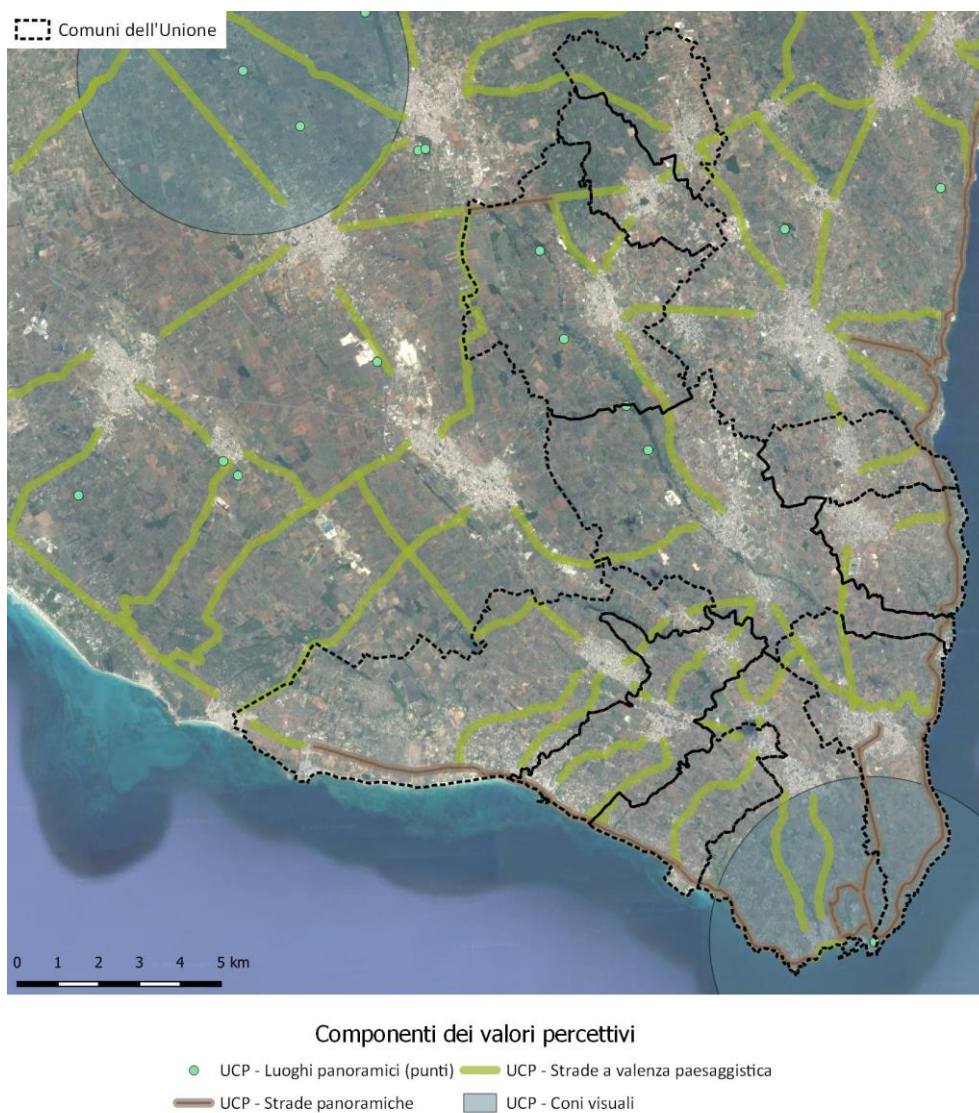 Comuni dell'Unione
0 1 2 3 4 5 km
Componenti dei valori percettivi
UCP - Luoghi panoramici (punti) UCP - Strade a valenza paesaggistica
UCP - Strade panoramiche UCP - Coni visuali